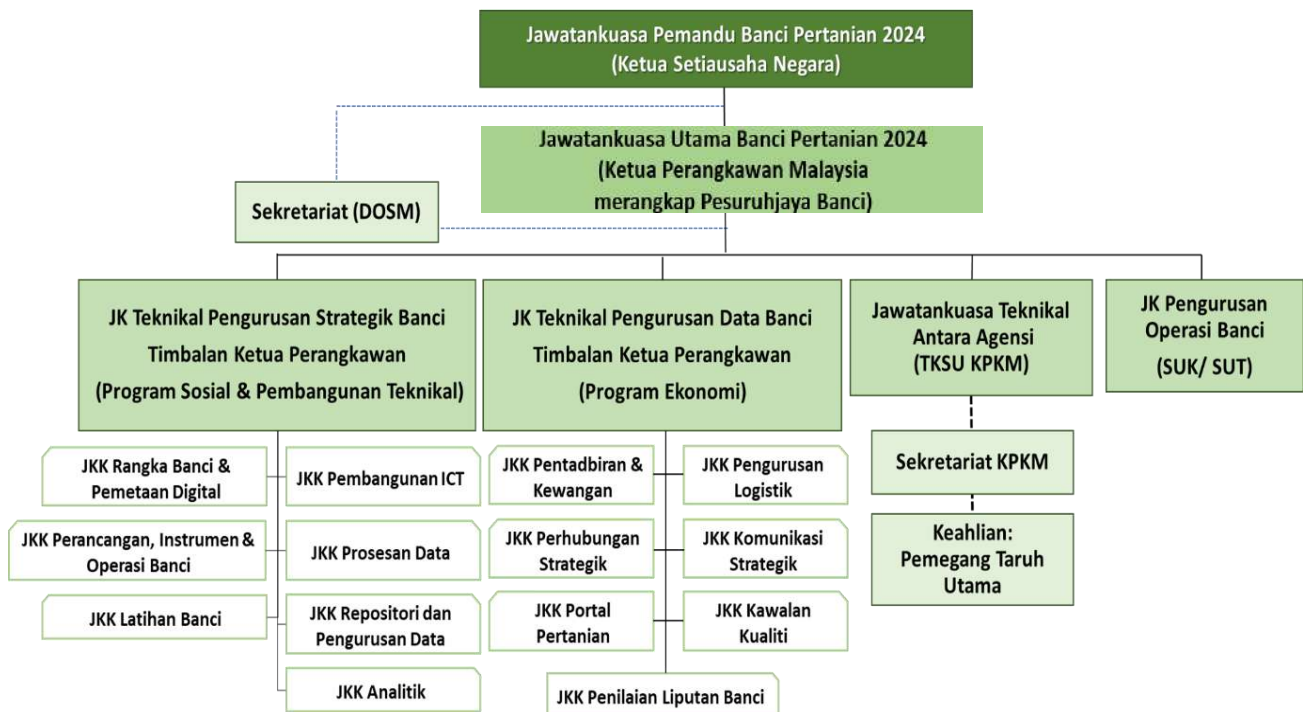 Jawatankuasa Pemandu Banci Pertanian 2024
(Ketua Setiausaha Negara)
Jawatankuasa Utama Banci Pertanian 2024
(Ketua Perangkawan Malaysia
merangkap Pesuruhjaya Banci)
Sekretariat (DOSM)
JK Teknikal Pengurusan Strategik Banci
Timbalan Ketua Perangkawan
(Program Sosial & Pembangunan Teknikal)
JK Teknikal Pengurusan Data Banci
Timbalan Ketua Perangkawan
(Program Ekonomi)
Jawatankuasa Teknikal
Antara Agensi
(TKSU KPKM)
JK Pengurusan
Operasi Banci
(SUK/ SUT)
JKK Rangka Banci &
Pemetaan Digital
JKK Pembangunan ICT
JKK Perancangan, Instrumen &
Operasi Banci
JKK Prosesan Data
JKK Latihan Banci
JKK Repositori dan
Pengurusan Data
JKK Analitik
JKK Pentadbiran &
Kewangan
JKK Pengurusan
Logistik
JKK Perhubungan
Strategik
JKK Komunikasi
Strategik
JKK Portal
Pertanian
JKK Kawalan
Kualiti
JKK Penilaian Liputan Banci
Sekretariat KPKM
Keahlian:
Pemegang Taruh
Utama